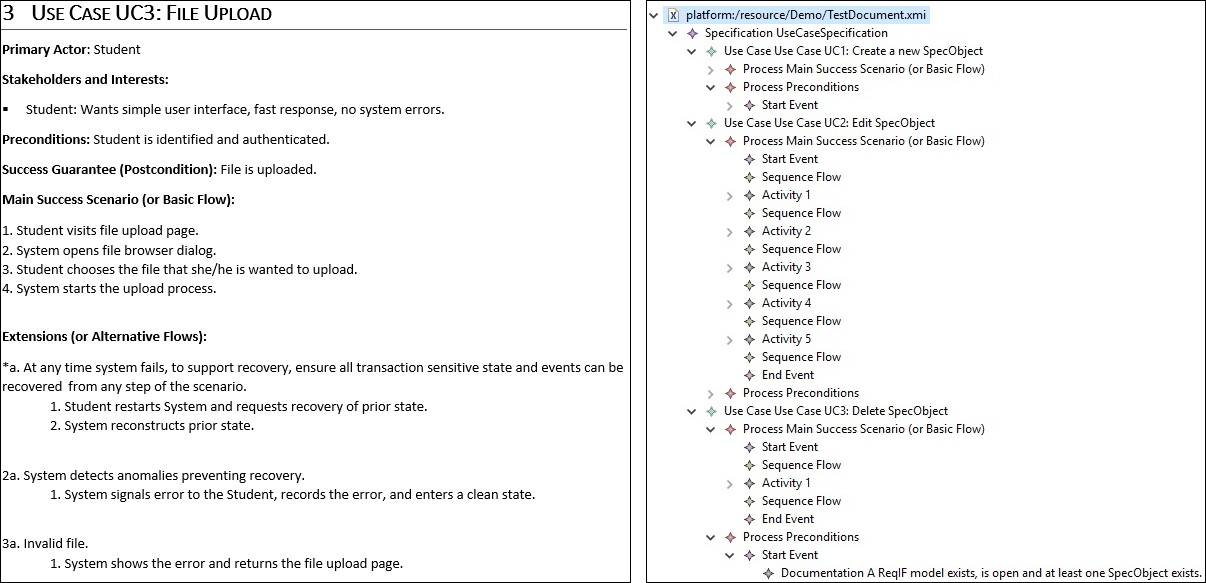 3 USE CASE UC3: FILE UPLOAD
Primary Actor: Student
Stakeholders and Interests:
▪ Student: Wants simple user interface, fast response, no system errors.
Preconditions: Student is identified and authenticated.
Success Guarantee (Postcondition): File is uploaded.
Main Success Scenario (or Basic Flow):
1. Student visits file upload page.
2. System opens file browser dialog.
3. Student chooses the file that she/he is wanted to upload.
4. System starts the upload process.
Extensions (or Alternative Flows):
*a. At any time system fails, to support recovery, ensure all transaction sensitive state and events can be
recovered from any step of the scenario.
1. Student restarts System and requests recovery of prior state.
2. System reconstructs prior state.
2a. System detects anomalies preventing recovery.
1. System signals error to the Student, records the error, and enters a clean state.
3a. Invalid file.
1. System shows the error and returns the file upload page.
X platform:/resource/Demo/TestDocument.xmi
Specification UseCaseSpecification
Use Case Use Case UC1: Create a new SpecObject
Process Main Success Scenario (or Basic Flow)
Process Preconditions
Start Event
Use Case Use Case UC2: Edit SpecObject
Process Main Success Scenario (or Basic Flow)
Start Event
Sequence Flow
Activity 1
Sequence Flow
Activity 2
Sequence Flow
Activity 3
Sequence Flow
Activity 4
Sequence Flow
Activity 5
Sequence Flow
End Event
Process Preconditions
Use Case Use Case UC3: Delete SpecObject
Process Main Success Scenario (or Basic Flow)
Start Event
Sequence Flow
Activity 1
Sequence Flow
End Event
Process Preconditions
Start Event
Documentation A ReqIF model exists, is open and at least one SpecObject exists.